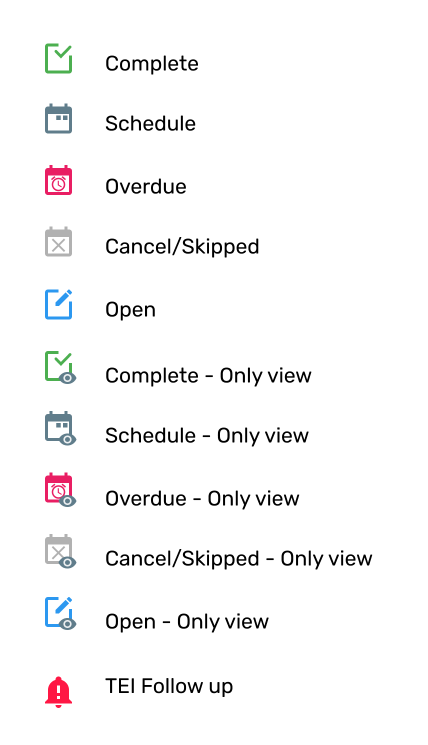 Complete
Schedule
Overdue
Cancel/Skipped
Open
Complete - Only view
Schedule - Only view
Overdue - Only view
Cancel/Skipped - Only view
Open - Only view
TEI Follow up